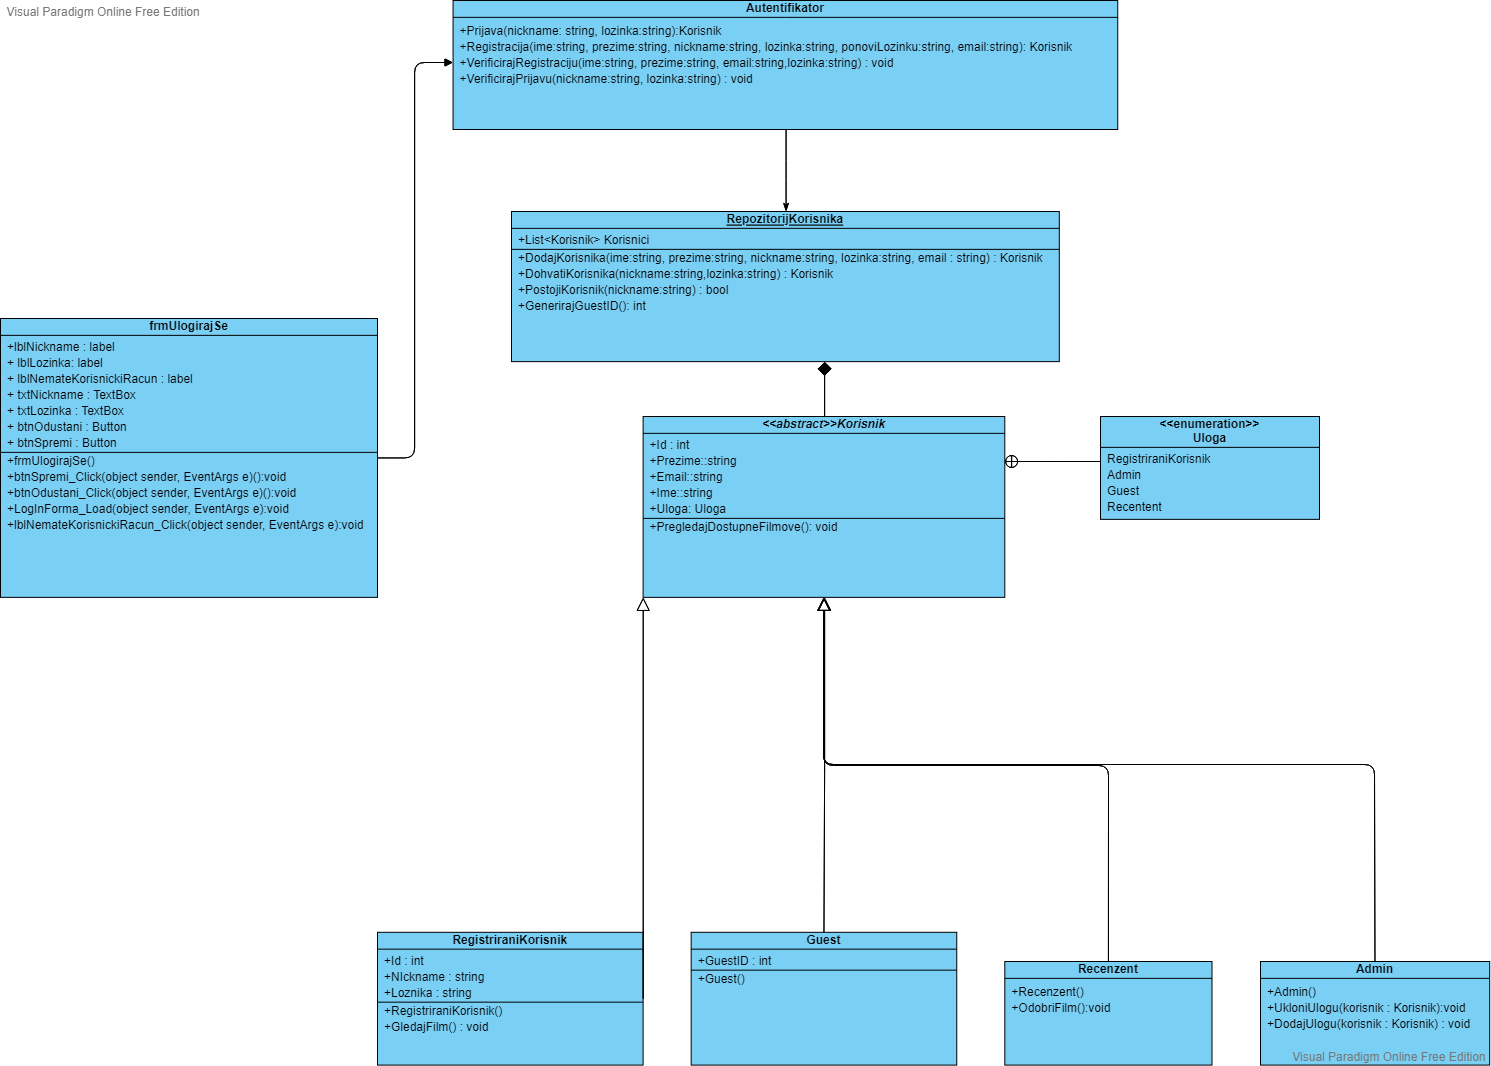 Visual Paradigm Online Free Edition
Autentifikator
+Prijava(nickname: string, lozinka:string):Korisnik
+Registracija(ime:string, prezime:string, nickname:string, lozinka:string, ponoviLozinku:string, email:string): Korisnik
+VerificirajRegistraciju(ime:string, prezime:string, email:string,lozinka:string) : void
+VerificirajPrijavu(nickname:string, lozinka:string) : void
RepozitorijKorisnika
+List<Korisnik> Korisnici
+DodajKorisnika(ime:string, prezime:string, nickname:string, lozinka:string, email : string) : Korisnik
+DohvatiKorisnika(nickname:string,lozinka:string) : Korisnik
+PostojiKorisnik(nickname:string) : bool
+GenerirajGuestID(): int
frmUlogirajSe
+lblNickname : label
+ lblLozinka: label
+ lblNemateKorisnickiRacun : label
+ txtNickname : TextBox
+ txtLozinka : TextBox
+ btnOdustani : Button
+ btnSpremi : Button
+frmUlogirajSe()
+btnSpremi_Click(object sender, EventArgs e)():void
+btnOdustani_Click(object sender, EventArgs e)():void
+LogInForma_Load(object sender, EventArgs e):void
+lblNemateKorisnickiRacun_Click(object sender, EventArgs e):void
<<abstract>>Korisnik
+Id : int
+Prezime::string
+Email::string
+Ime::string
+Uloga: Uloga
+PregledajDostupneFilmove(): void
<<enumeration>>
Uloga
RegistriraniKorisnik
Admin
Guest
Recentent
RegistriraniKorisnik
+Id : int
+NIckname : string
+Loznika : string
+RegistriraniKorisnik()
+GledajFilm() : void
Guest
+GuestID : int
+Guest()
Recenzent
+Recenzent()
+OdobriFilm():void
Admin
+Admin()
+UkloniUlogu(korisnik : Korisnik):void
+DodajUlogu(korisnik : Korisnik) : void
Visual Paradigm Online Free Edition